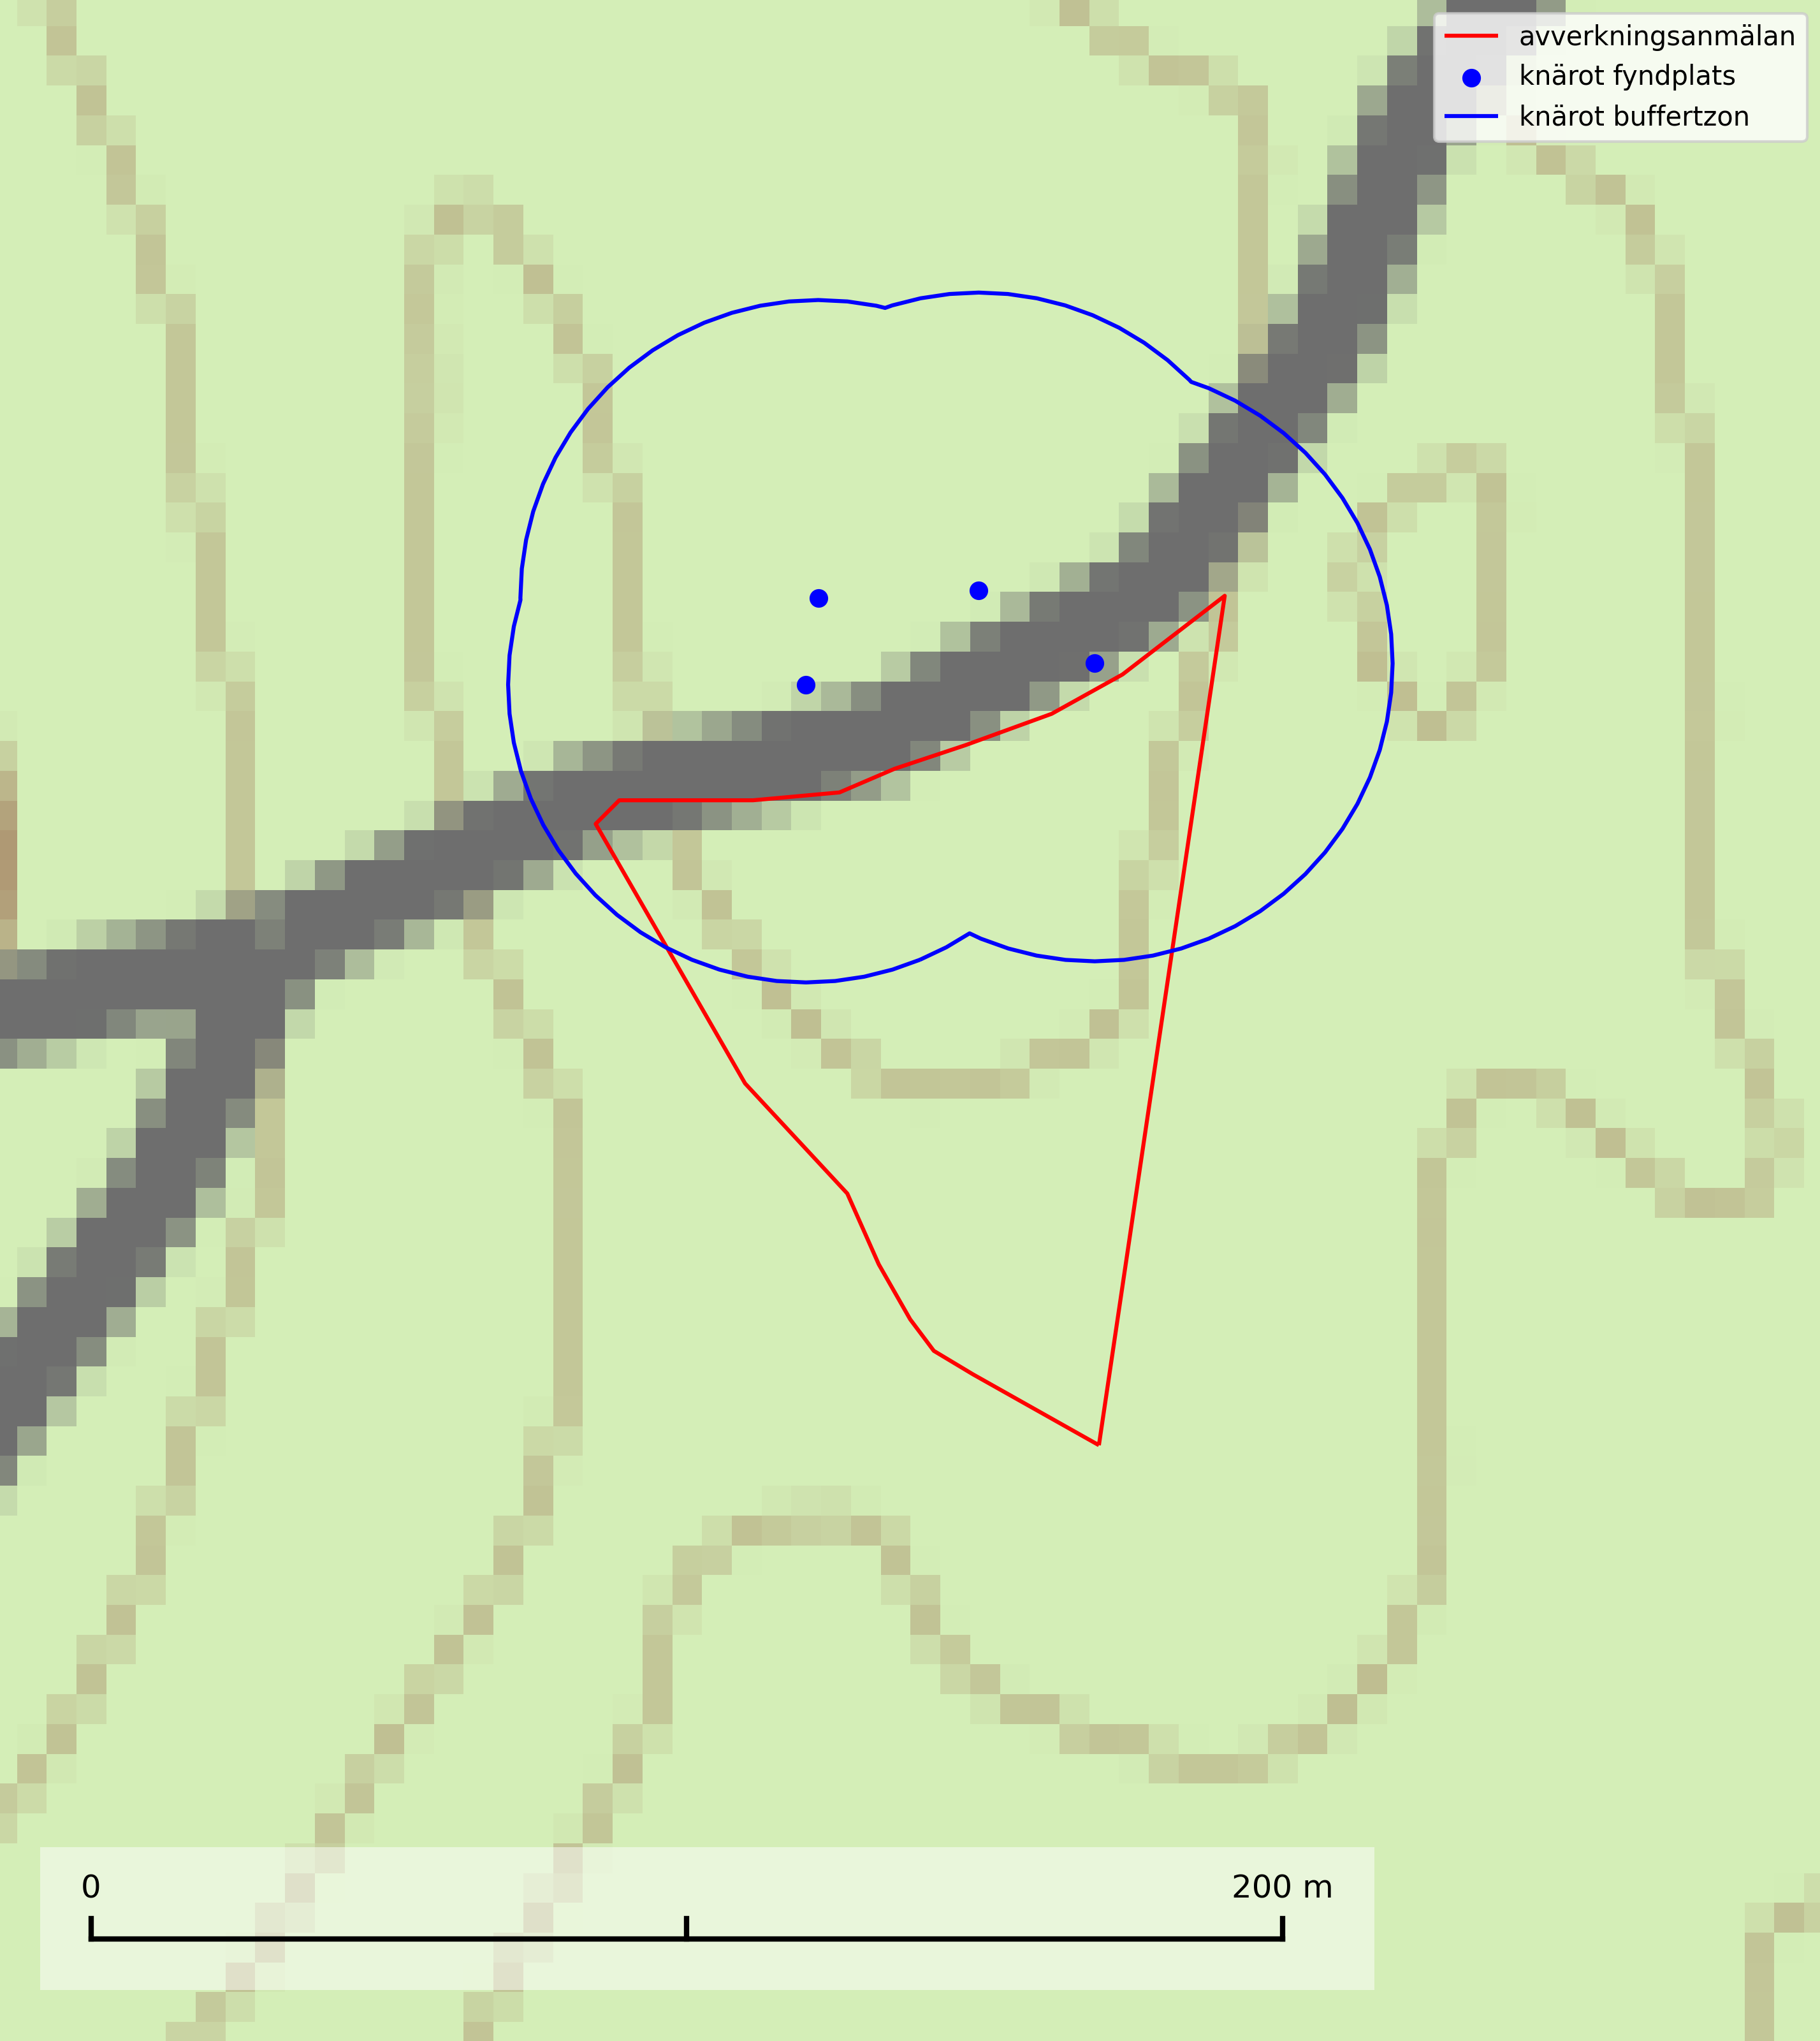 avverkningsanmälan
knärot fyndplats
knärot buffertzon
0
200 m